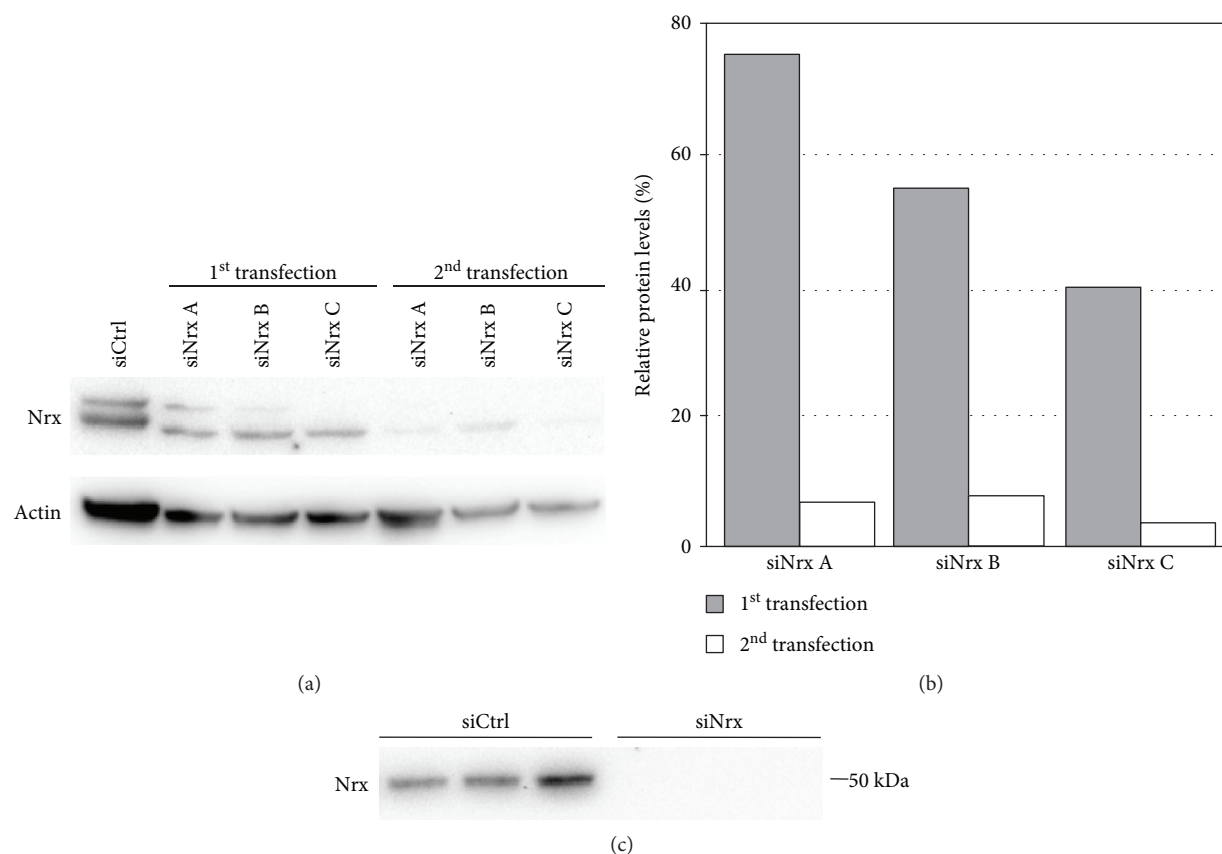 1st transfection
2nd transfection
siCtrl
siNrx A
siNrx B
siNrx C
siNrx A
siNrx B
siNrx C
Nrx
Actin
(a)
Relative protein levels (%)
80
60
40
20
0
siNrx A
siNrx B
siNrx C
1st transfection
2nd transfection
(b)
siCtrl
siNrx
Nrx
50 kDa
(c)